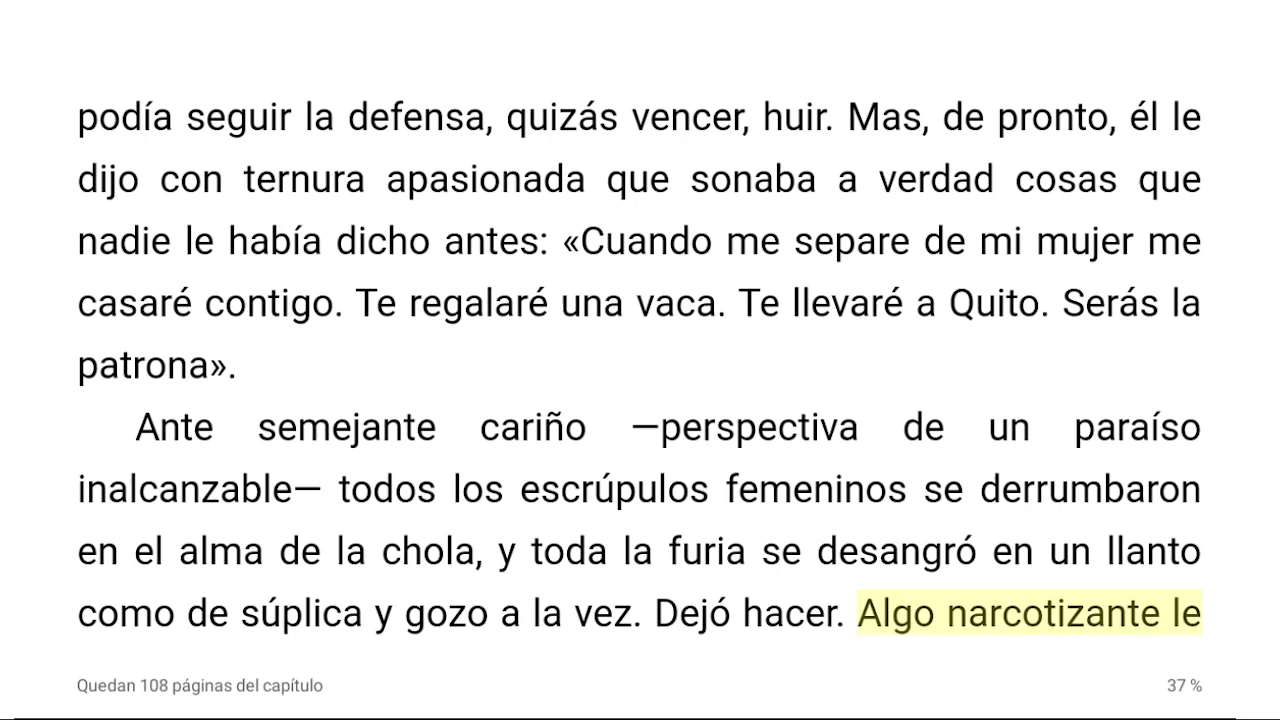 podía seguir la defensa, quizás vencer, huir. Mas, de pronto, él le
dijo con ternura apasionada que sonaba a verdad cosas que
nadie le había dicho antes: «Cuando me separe de mi mujer me
casaré contigo. Te regalaré una vaca. Te llevaré a Quito. Serás la
patrona».
Ante semejante cariño —perspectiva de un paraíso
inalcanzable— todos los escrúpulos femeninos se derrumbaron
en el alma de la chola, y toda la furia se desangró en un llanto
como de súplica y gozo a la vez. Dejó hacer. Algo narcotizante le
Quedan 108 páginas del capítulo
37 %